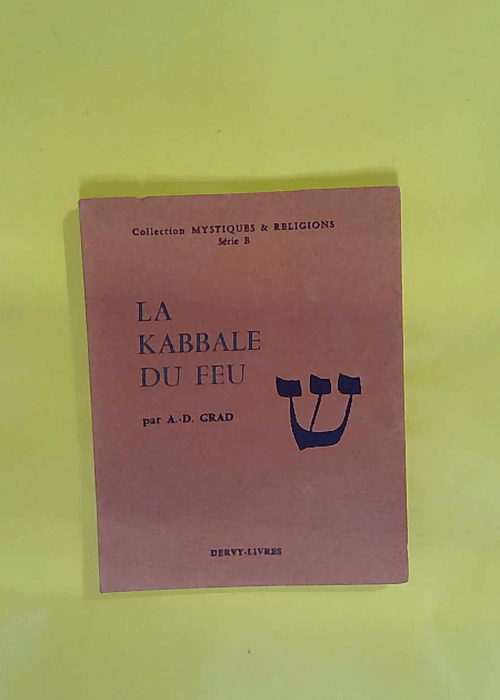 Collection MYSTIQUES & RELIGIONS
Série B
LA
KABBALE
DU FEU
ש
par A.-D. GRAD
DERVY-LIVRES